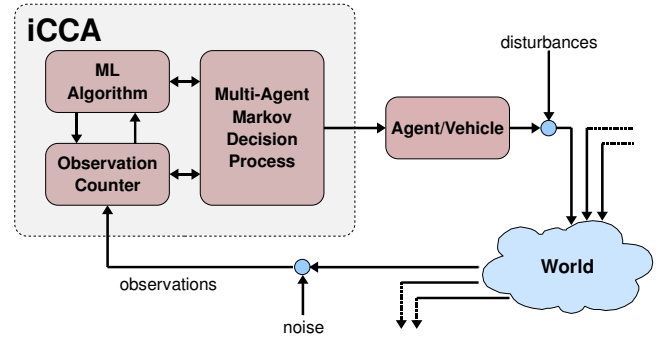 iCCA
ML
Algorithm
Observation
Counter
Multi-Agent
Markov
Decision
Process
Agent/Vehicle
disturbances
World
observations
noise